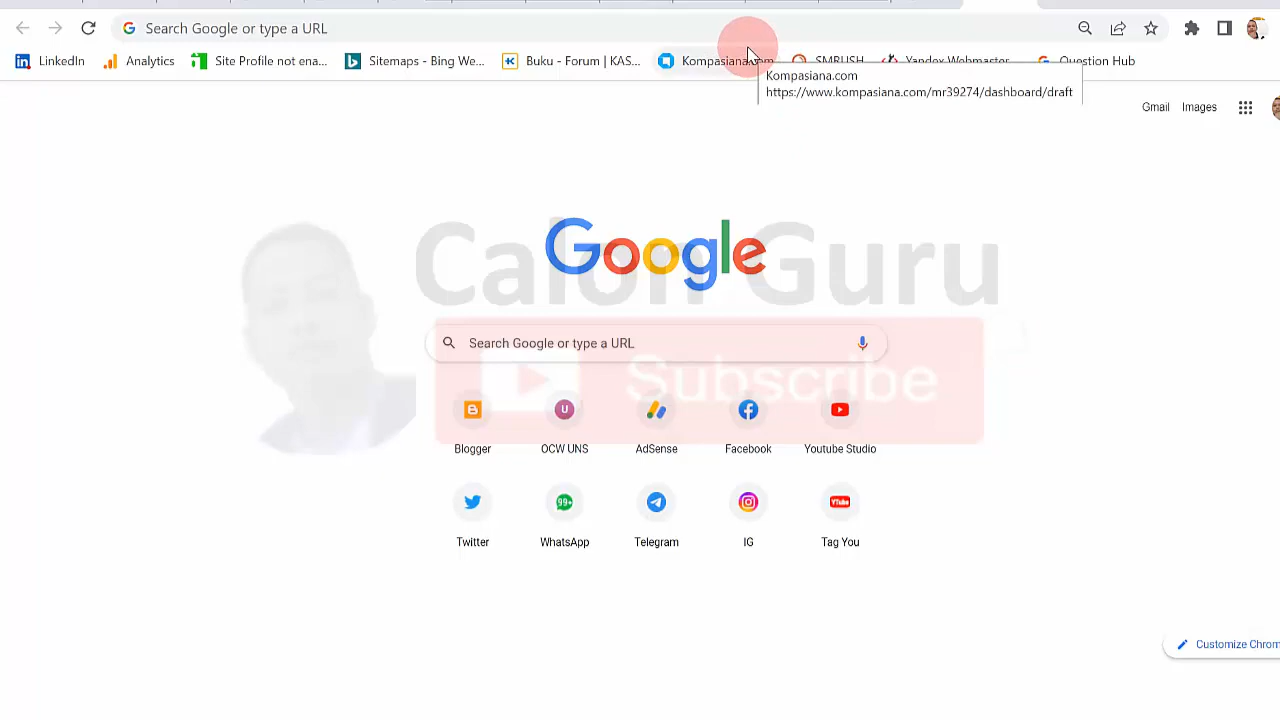 Search Google or type a URL
LinkedIn Analytics Site Profile not ena... Sitemaps - Bing We... Buku - Forum | KAS... Kompasiana.com SMRUSH Yandex Webmaster Question Hub
Kompasiana.com
https://www.kompasiana.com/mr39274/dashboard/draft
Gmail Images
Google
Calon Guru
Search Google or type a URL
Subscribe
Blogger OCW UNS AdSense Facebook Youtube Studio
Twitter WhatsApp Telegram IG Tag You
Customize Chrom